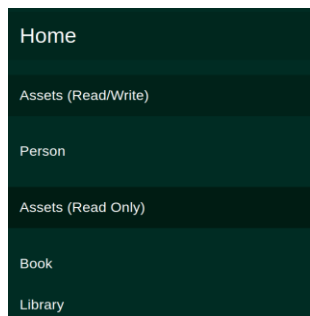 Home
Assets (Read/Write)
Person
Assets (Read Only)
Book
Library